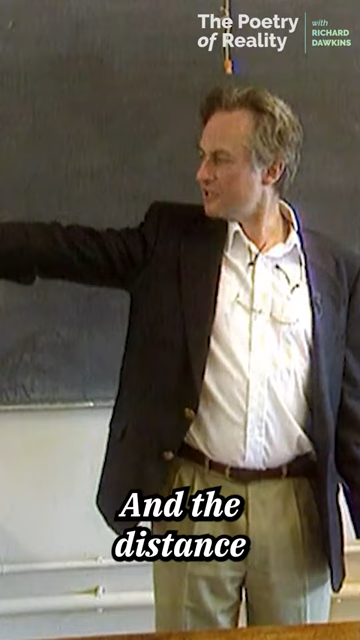 The Poetry
of Reality
with
RICHARD
DAWKINS
And the
distance